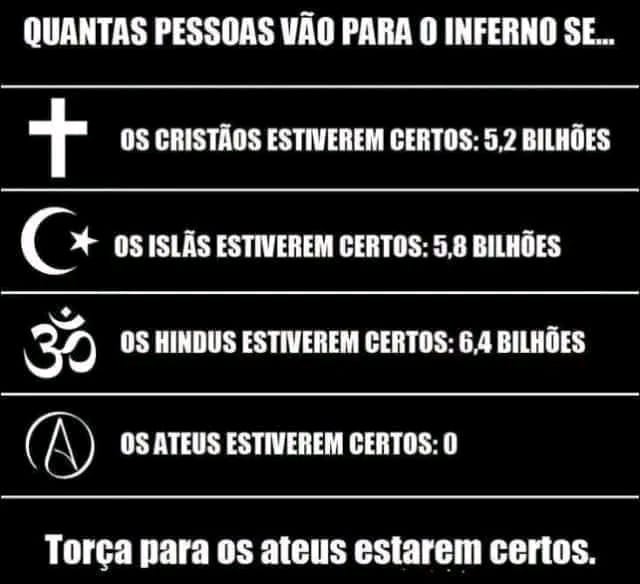 QUANTAS PESSOAS VÃO PARA O INFERNO SE...
OS CRISTÃOS ESTIVEREM CERTOS: 5,2 BILHÕES
OS ISLÃS ESTIVEREM CERTOS: 5,8 BILHÕES
OS HINDUS ESTIVEREM CERTOS: 6,4 BILHÕES
OS ATEUS ESTIVEREM CERTOS: 0
Torça para os ateus estarem certos.